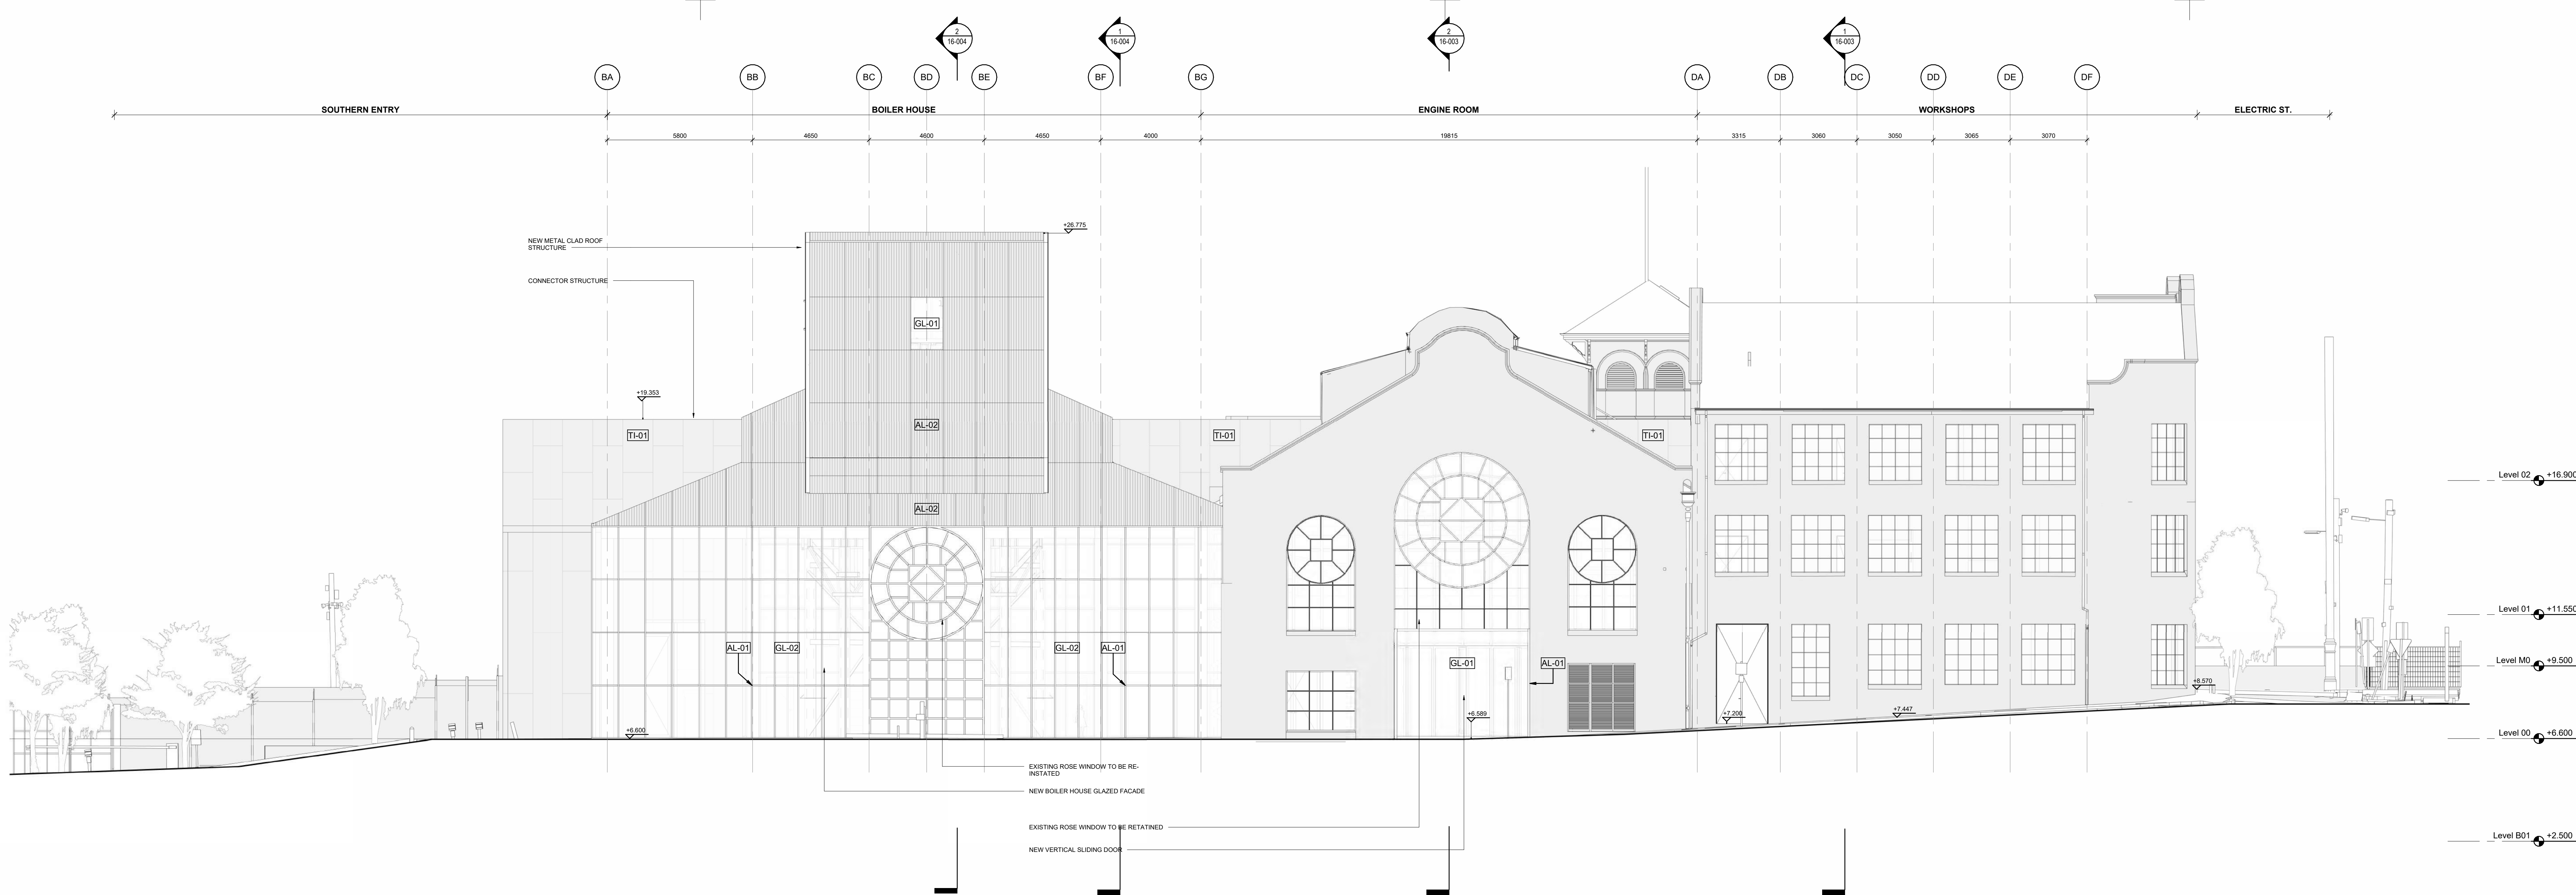 2
16-004
1
16-004
2
16-003
1
16-003
BA
BB
BC
BD
BE
BF
BG
DA
DB
DC
DD
DE
DF
SOUTHERN ENTRY
BOILER HOUSE
ENGINE ROOM
WORKSHOPS
ELECTRIC ST.
5800
4650
4600
4650
4000
19815
3315
3060
3050
3065
3070
+26.775
NEW METAL CLAD ROOF
STRUCTURE
CONNECTOR STRUCTURE
GL-01
+19.353
AL-02
TI-01
TI-01
TI-01
Level 02
+16.900
AL-02
Level 01
+11.550
AL-01
GL-02
GL-02
AL-01
GL-01
AL-01
Level M0
+9.500
+8.570
+6.600
+6.589
+7.200
+7.447
Level 00
+6.600
EXISTING ROSE WINDOW TO BE RE-
INSTATED
NEW BOILER HOUSE GLAZED FACADE
EXISTING ROSE WINDOW TO BE RETATINED
NEW VERTICAL SLIDING DOOR
Level B01
+2.500